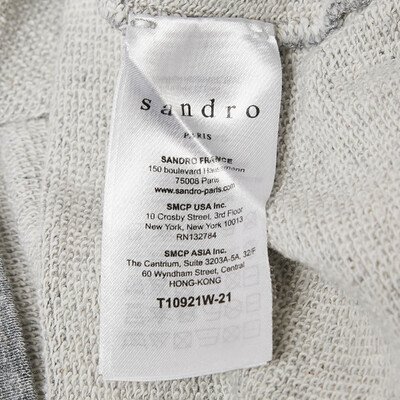 sandro
PARIS
SANDRO FRANCE
150 boulevard Haussmann
75008 Paris
www.sandro-paris.com
SMCP USA Inc.
10 Crosby Street, 3rd Floor
New York, New York 10013
RN132784
SMCP ASIA Inc.
The Cantrium, Suite 3203A-5A, 32/F
60 Wyndham Street, Central
HONG-KONG
T10921W-21